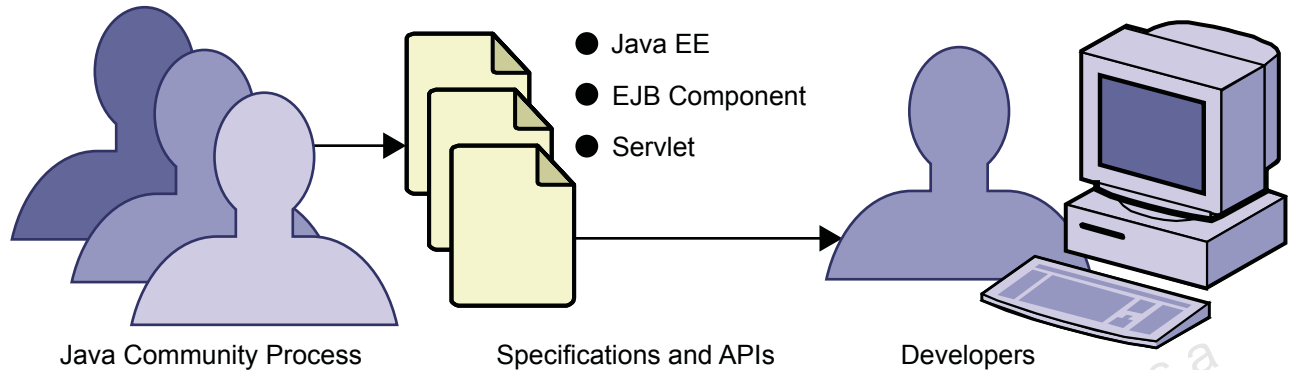 ● Java EE
● EJB Component
● Servlet
Java Community Process
Specifications and APIs
Developers